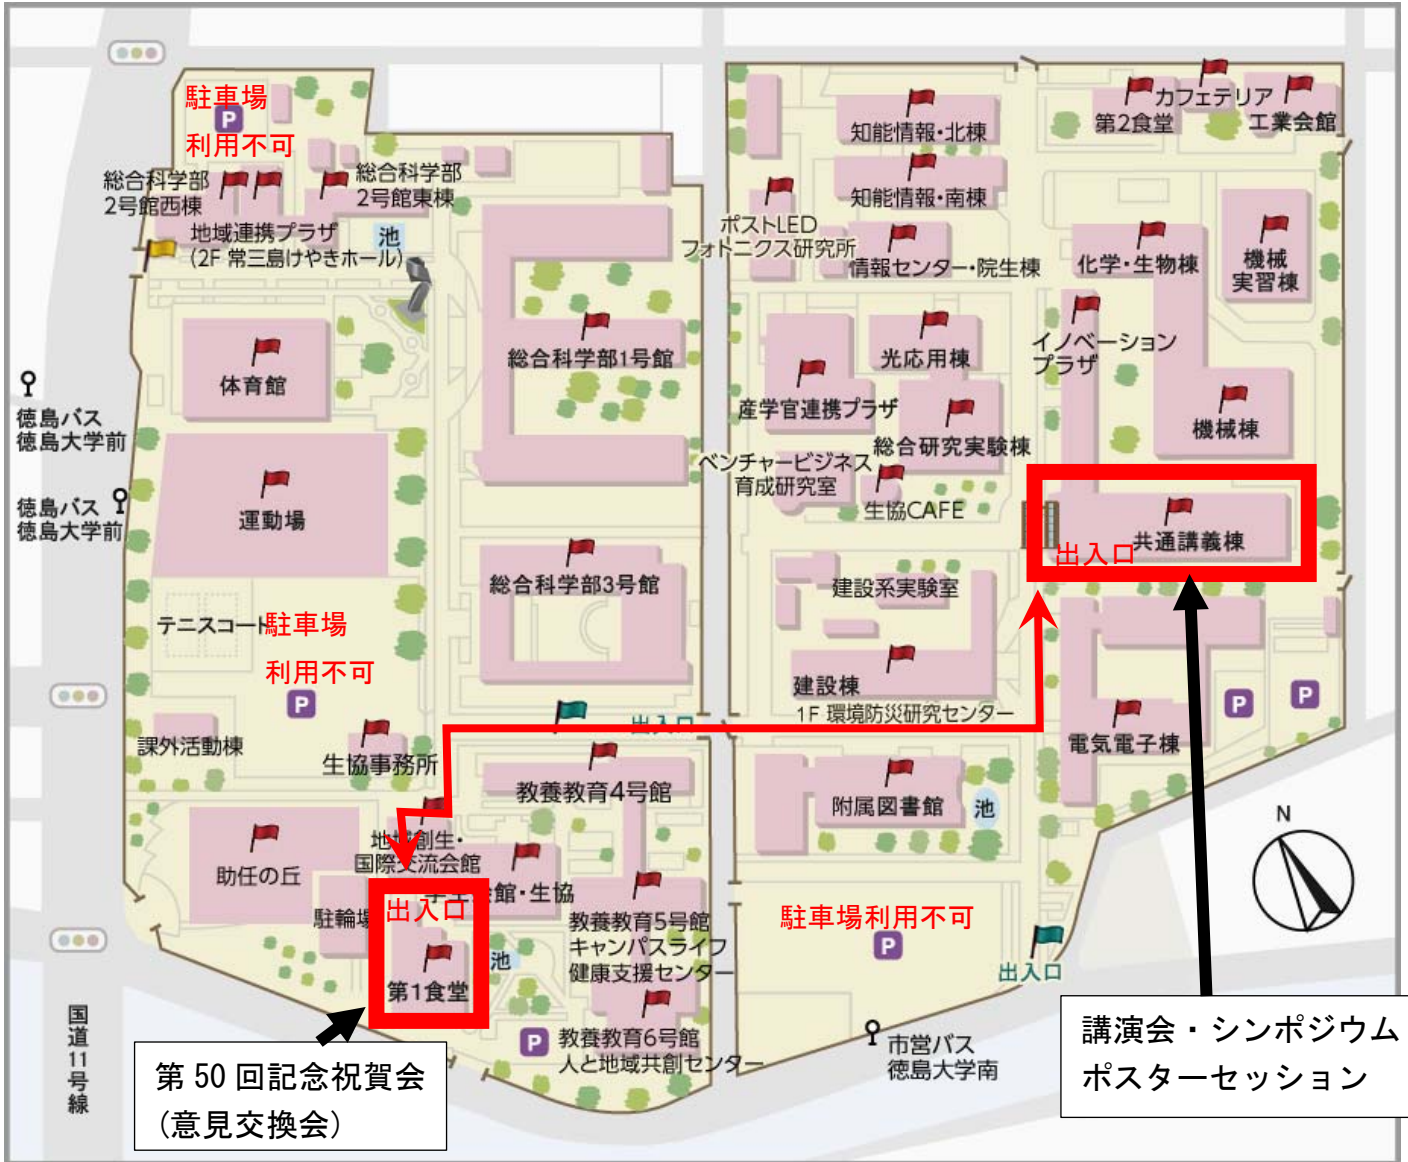 駐車場
P
利用不可
総合科学部
2号館西棟
総合科学部
2号館東棟
地域連携プラザ
(2F 常三島けやきホール)
池
体育館
総合科学部1号館
徳島バス
徳島大学前
徳島バス
徳島大学前
運動場
総合科学部3号館
テニスコート
駐車場
利用不可
P
課外活動棟
生協事務所
出入口
教養教育4号館
地域創生・
国際交流会館
助任の丘
学生会館・生協
駐輪場
出入口
第1食堂
池
教養教育5号館
キャンパスライフ
健康支援センター
P
教養教育6号館
人と地域共創センター
国道11号線
第50回記念祝賀会
(意見交換会)
知能情報・北棟
知能情報・南棟
ポストLED
フォトニクス研究所
情報センター・院生棟
カフェテリア
第2食堂
工業会館
化学・生物棟
機械
実習棟
イノベーション
プラザ
光応用棟
産学官連携プラザ
総合研究実験棟
機械棟
ベンチャービジネス
育成研究室
生協CAFE
共通講義棟
出入口
建設系実験室
建設棟
1F 環境防災研究センター
電気電子棟
P
P
附属図書館
池
駐車場利用不可
P
出入口
N
市営バス
徳島大学南
講演会・シンポジウム
ポスターセッション